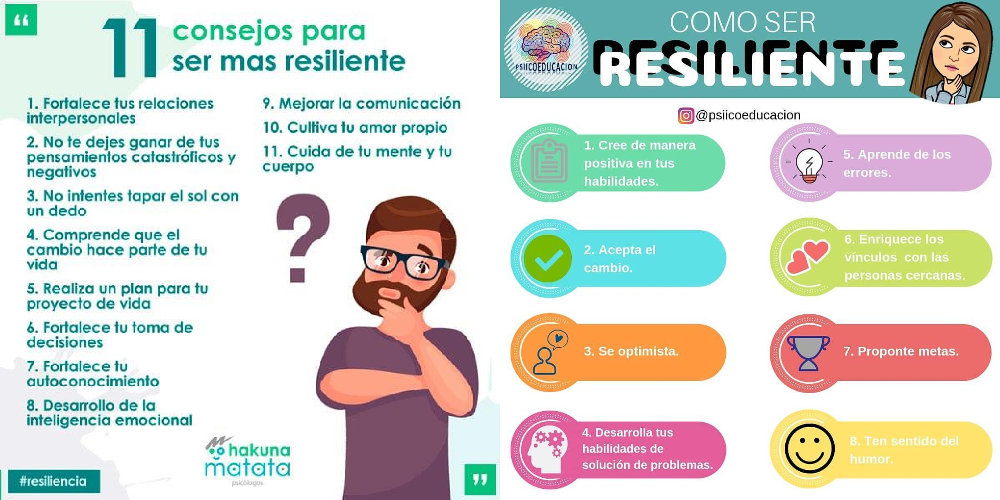 11 consejos para
ser mas resiliente
1. Fortalece tus relaciones
interpersonales
2. No te dejes ganar de tus
pensamientos catastróficos y
negativos
3. No intentes tapar el sol con
un dedo
4. Comprende que el
cambio hace parte de tu
vida
5. Realiza un plan para tu
proyecto de vida
6. Fortalece tu toma de
decisiones
7. Fortalece tu
autoconocimiento
8. Desarrollo de la
inteligencia emocional
9. Mejorar la comunicación
10. Cultiva tu amor propio
11. Cuida de tu mente y tu
cuerpo
?
hakuna
matata
psicólogos
#resiliencia
PSIICOEDUCACION
COMO SER
RESILIENTE
@psiicoeducacion
1. Cree de manera
positiva en tus
habilidades.
2. Acepta el
cambio.
3. Se optimista.
4. Desarrolla tus
habilidades de
solución de problemas.
5. Aprende de los
errores.
6. Enriquece los
vínculos con las
personas cercanas.
7. Proponte metas.
8. Ten sentido del
humor.